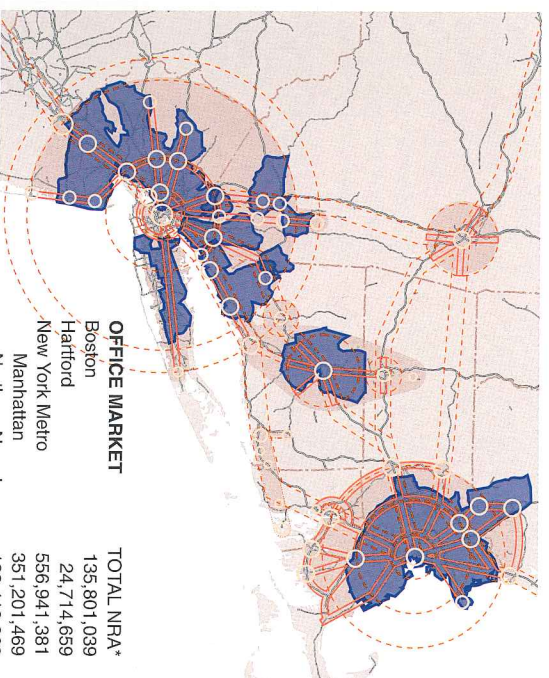 OFFICE MARKET TOTAL NRA*
Boston 135,801,039
Hartford 24,714,659
New York Metro 556,941,381
Manhattan 351,201,469